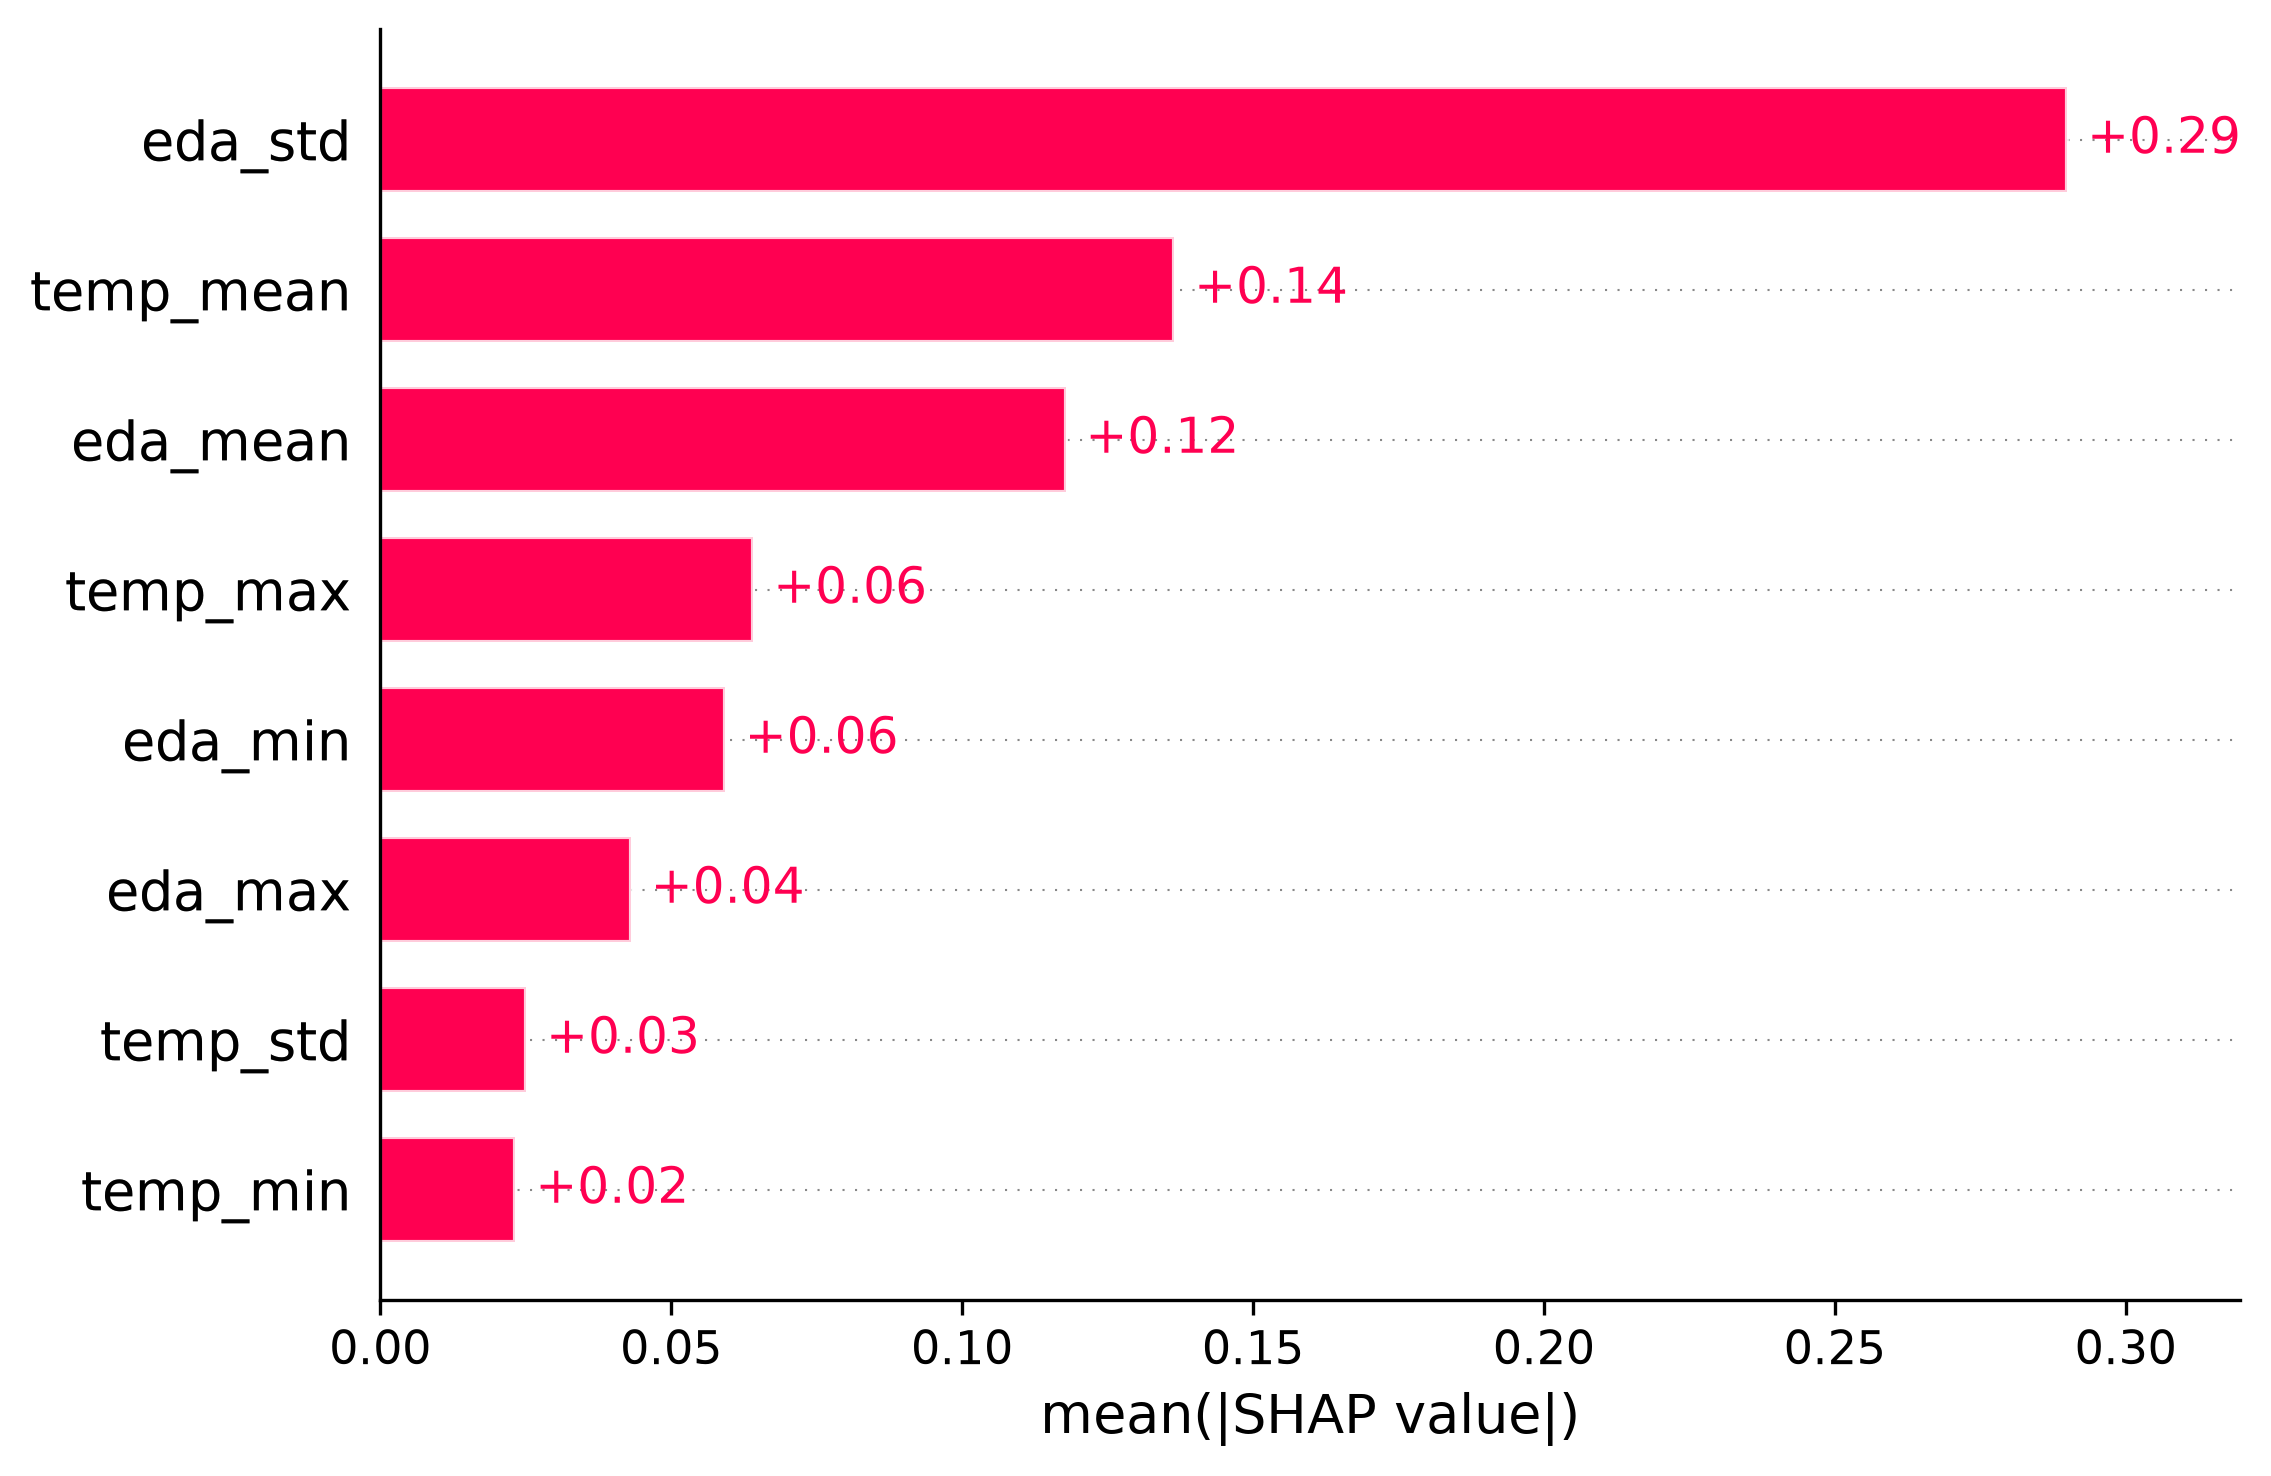 eda_std +0.29
temp_mean +0.14
eda_mean +0.12
temp_max +0.06
eda_min +0.06
eda_max +0.04
temp_std +0.03
temp_min +0.02
0.00 0.05 0.10 0.15 0.20 0.25 0.30
mean(|SHAP value|)